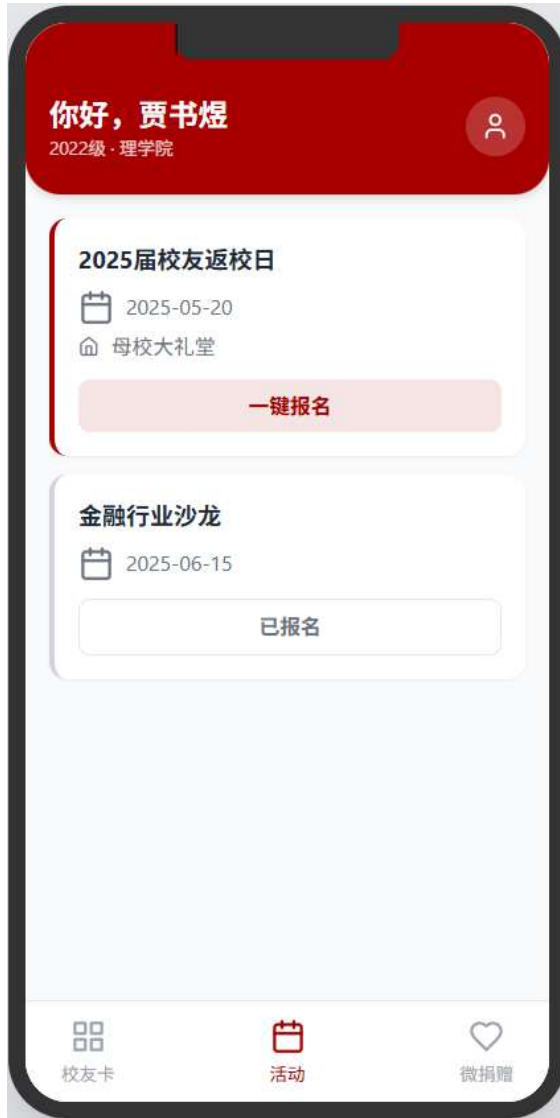 你好，贾书煜
2022级 · 理学院
2025届校友返校日
2025-05-20
母校大礼堂
一键报名
金融行业沙龙
2025-06-15
已报名
校友卡
活动
微捐赠